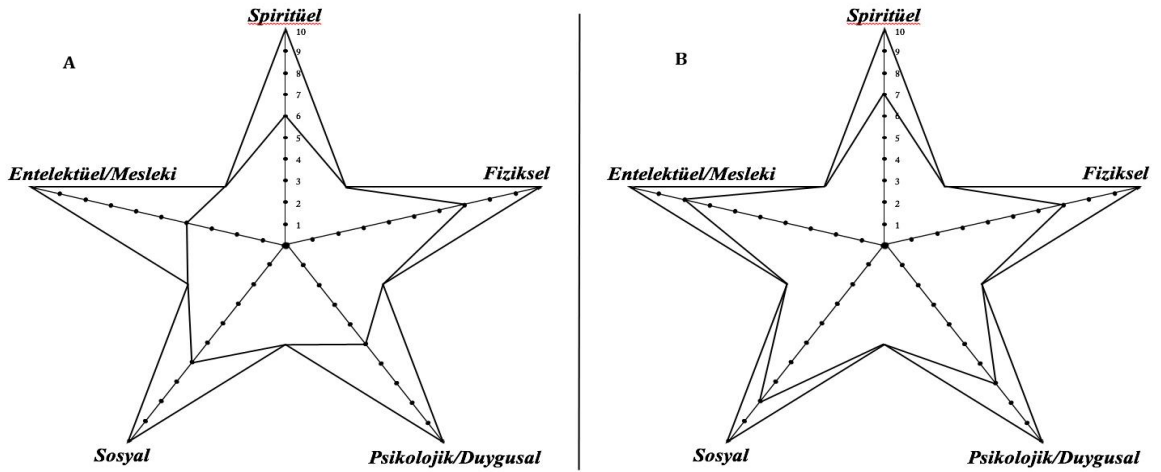 Spiritüel
A
10
9
8
7
6
5
4
3
2
1
Entelektüel/Mesleki
Fiziksel
Sosyal
Psikolojik/Duygusal
Spiritüel
B
10
9
8
7
6
5
4
3
2
1
Entelektüel/Mesleki
Fiziksel
Sosyal
Psikolojik/Duygusal